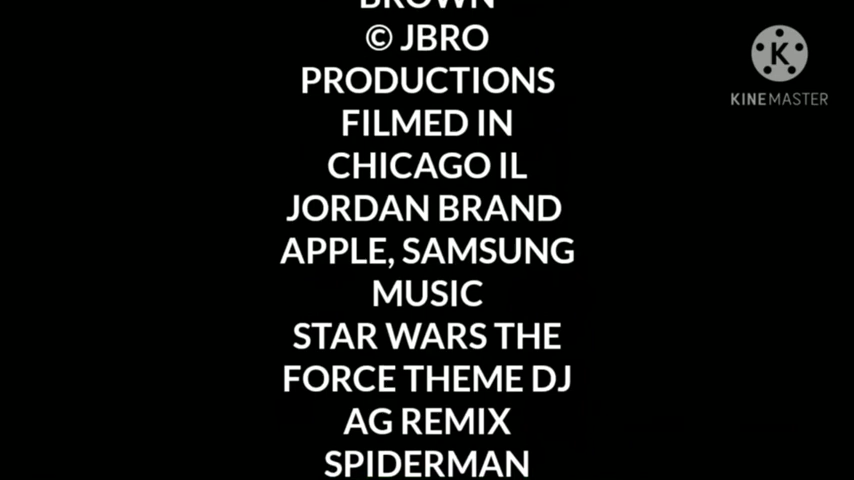 BROWN
© JBRO
PRODUCTIONS
FILMED IN
CHICAGO IL
JORDAN BRAND
APPLE, SAMSUNG
MUSIC
STAR WARS THE
FORCE THEME DJ
AG REMIX
SPIDERMAN
K
KINEMASTER